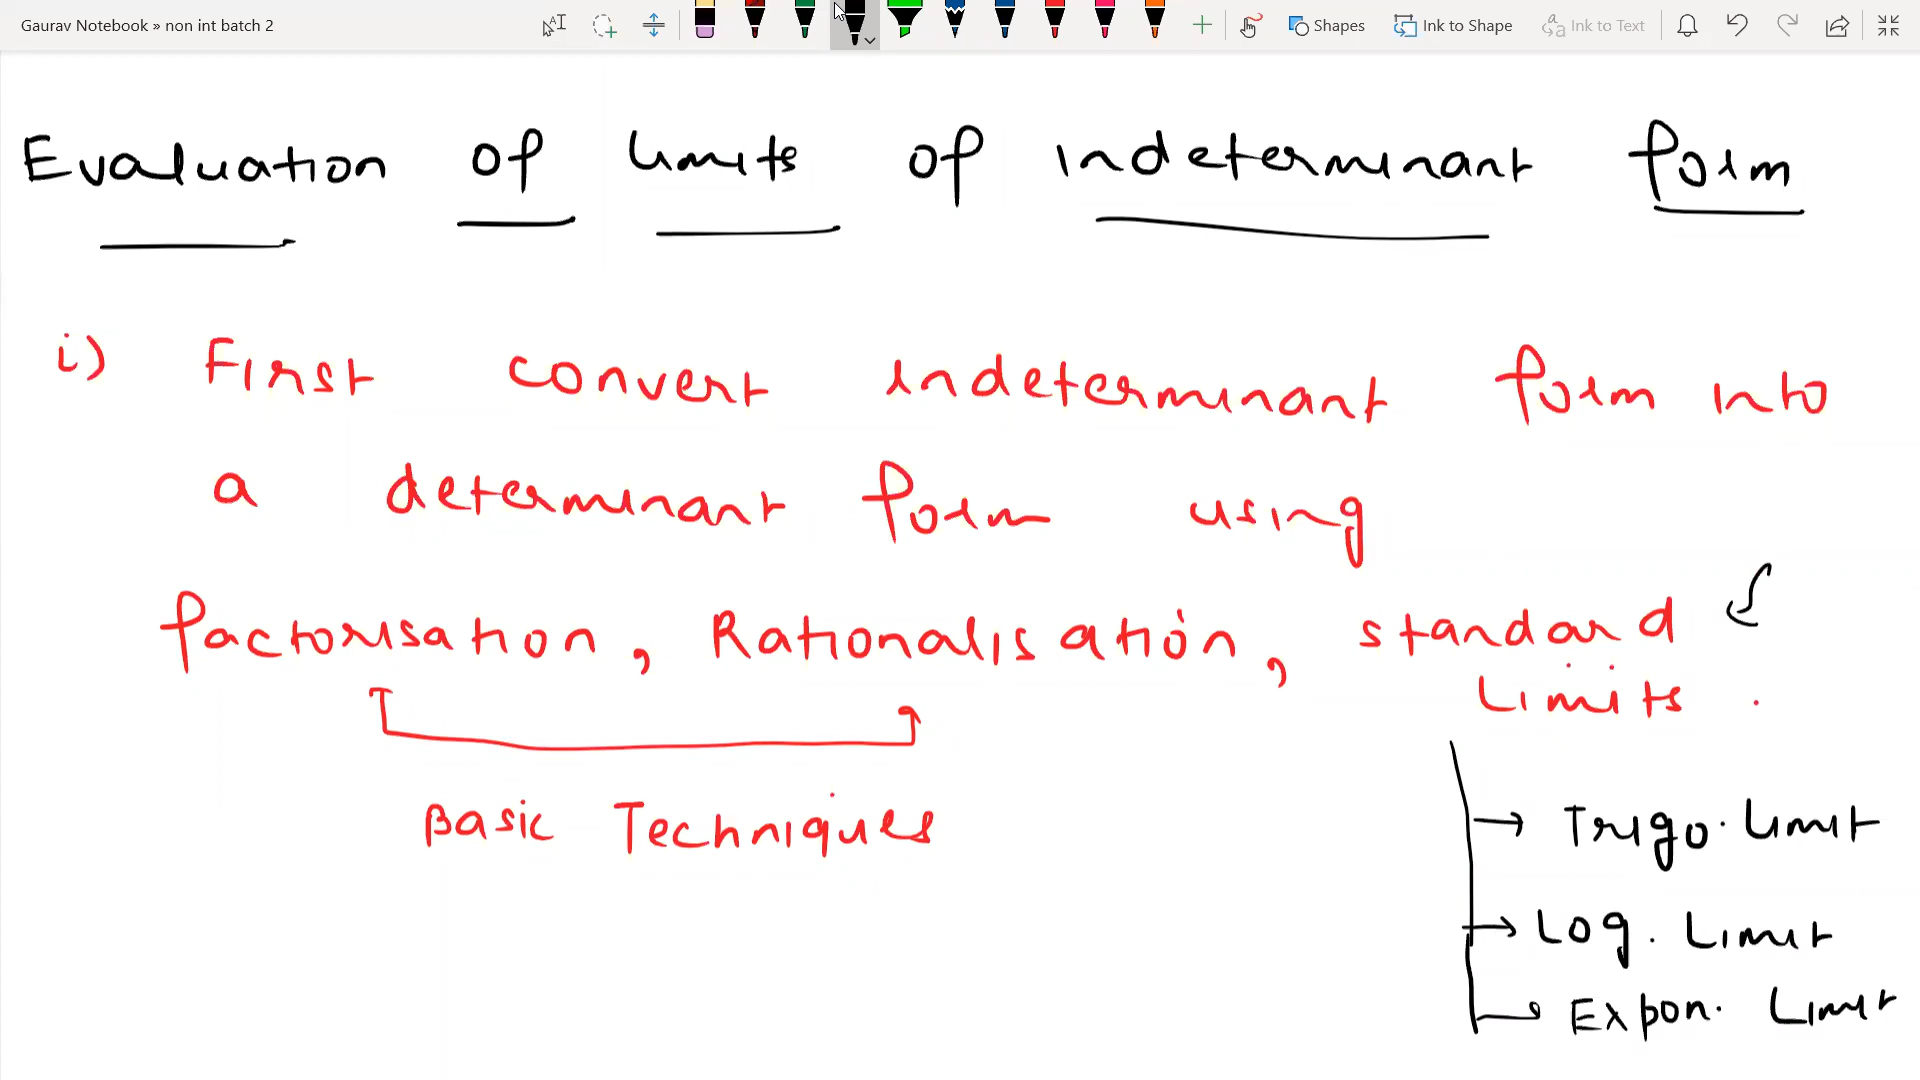 Gaurav Notebook » non int batch 2
Shapes
Ink to Shape
Ink to Text
Evaluation of limits of indeterminant form
i) First convert indeterminant form into
a determinant form using
factorisation, Rationalisation, standard
Limits.
Basic Techniques
→ Trigo. Limit
→ Log. Limit
→ Expon. Limit